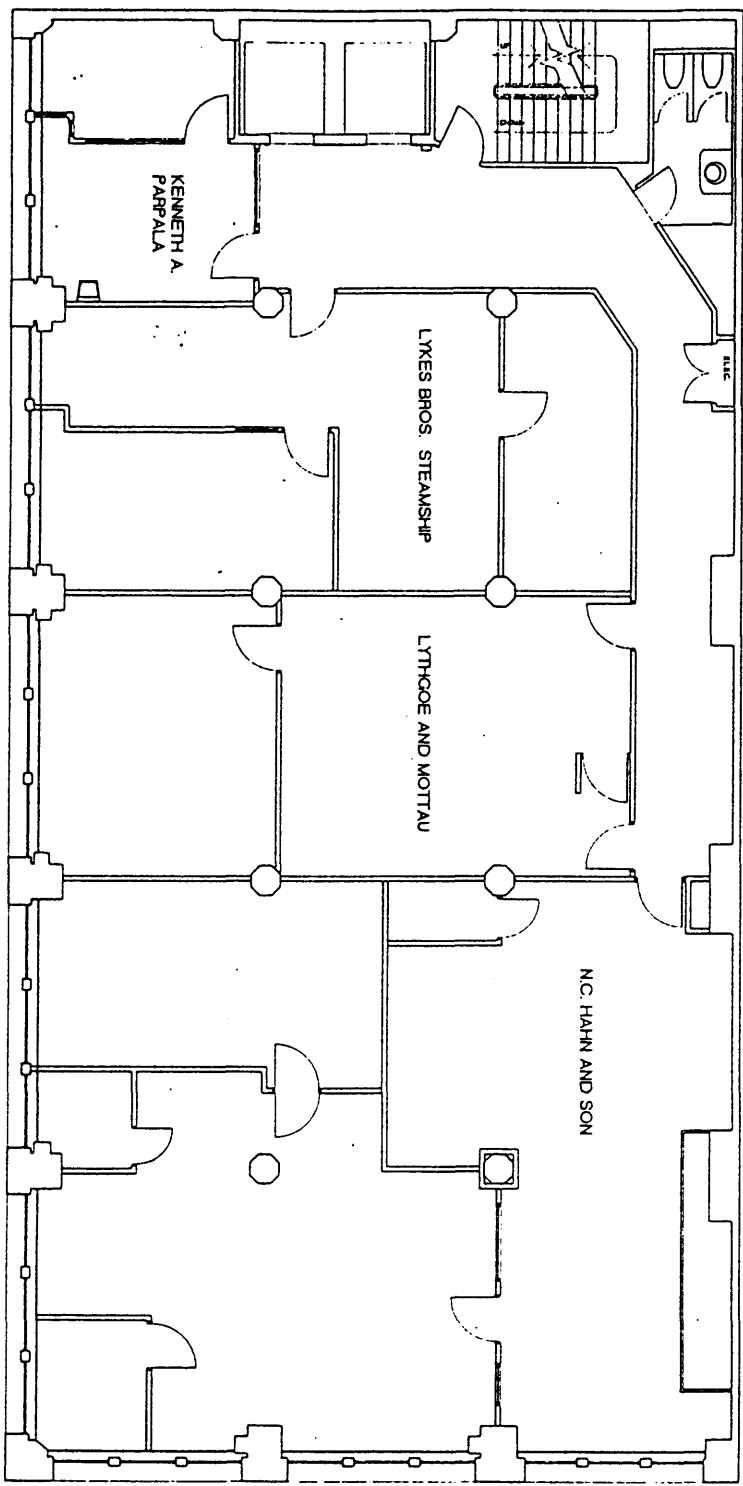 KENNETH A.
PARPALA
LYKES BROS. STEAMSHIP
ELEC.
LYTHGOE AND MOTTAU
N.C. HAHN AND SON